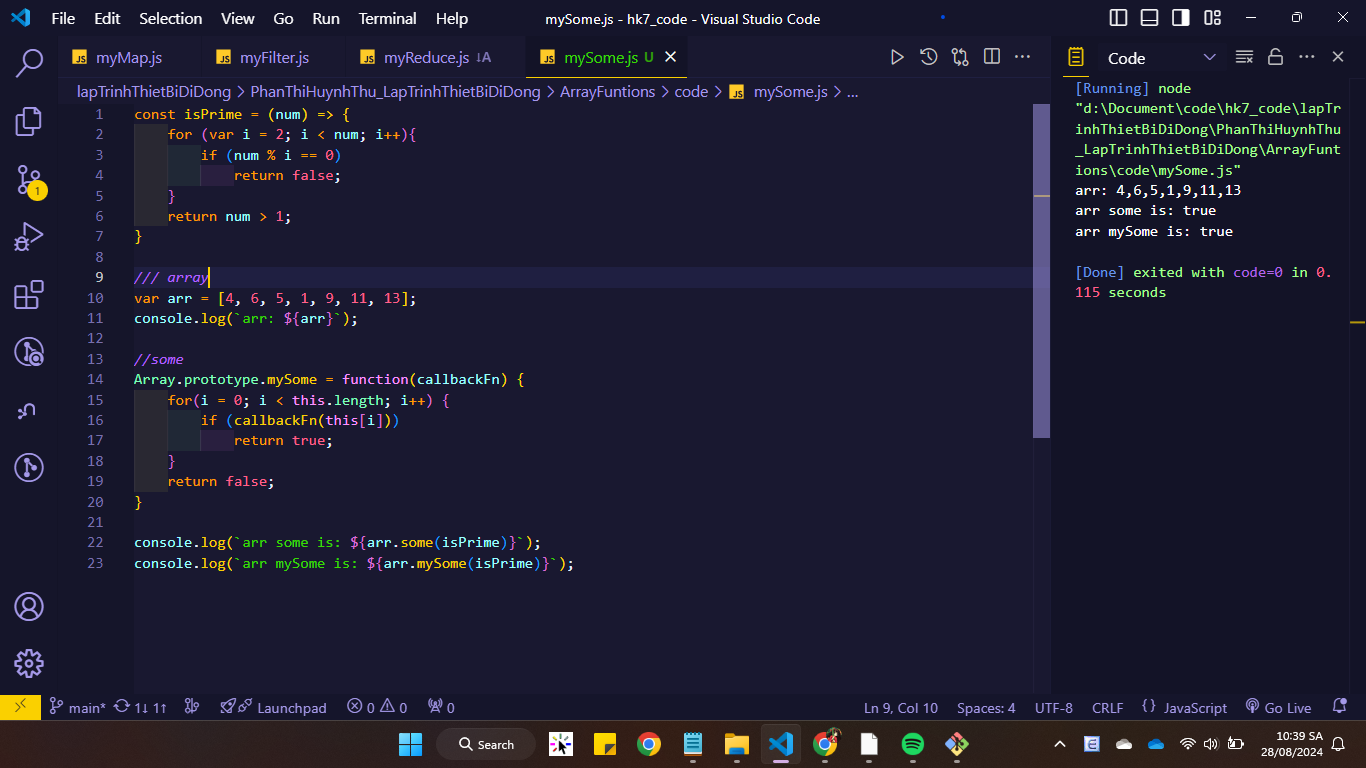 File Edit Selection View Go Run Terminal Help
mySome.js - hk7_code - Visual Studio Code
JS myMap.js
JS myFilter.js
JS myReduce.js ↓A
JS mySome.js U
lapTrinhThietBiDiDong > PhanThiHuynhThu_LapTrinhThietBiDiDong > ArrayFuntions > code > JS mySome.js > ...
1 const isPrime = (num) => {
2     for (var i = 2; i < num; i++){
3         if (num % i == 0)
4             return false;
5     }
6     return num > 1;
7 }
8
9 /// array
10 var arr = [4, 6, 5, 1, 9, 11, 13];
11 console.log(`arr: ${arr}`);
12
13 //some
14 Array.prototype.mySome = function(callbackFn) {
15     for(i = 0; i < this.length; i++) {
16         if (callbackFn(this[i]))
17             return true;
18     }
19     return false;
20 }
21
22 console.log(`arr some is: ${arr.some(isPrime)}`);
23 console.log(`arr mySome is: ${arr.mySome(isPrime)}`);
Code
[Running] node
"d:\Document\code\hk7_code\lapTr
inhThietBiDiDong\PhanThiHuynhThu
_LapTrinhThietBiDiDong\ArrayFunt
ions\code\mySome.js"
arr: 4,6,5,1,9,11,13
arr some is: true
arr mySome is: true
[Done] exited with code=0 in 0.
115 seconds
1
main* 1↓ 1↑ Launchpad 0 0 0
Ln 9, Col 10 Spaces: 4 UTF-8 CRLF {} JavaScript Go Live
Search
10:39 SA
28/08/2024